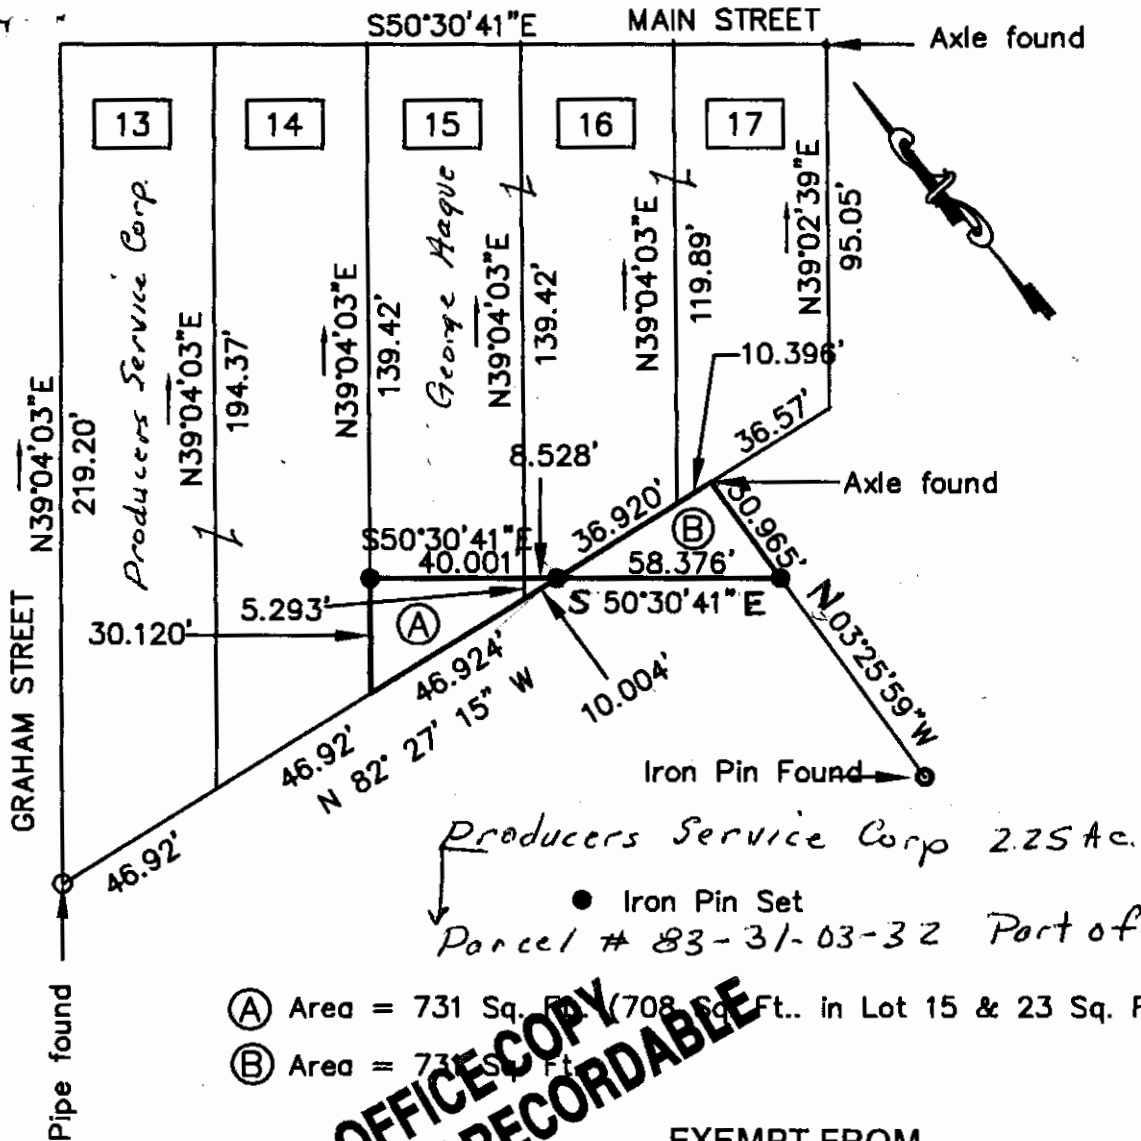 S50°30'41"E
MAIN STREET
Axle found
13
14
15
16
17
Producers Service Corp.
George Haque
N39°04'03"E
219.20'
N39°04'03"E
194.37'
N39°04'03"E
139.42'
N39°04'03"E
139.42'
N39°04'03"E
119.89'
N39°02'39"E
95.05'
10.396'
36.57'
8.528'
36.920'
Axle found
30.965'
S50°30'41"E
40.001'
B
58.376'
5.293'
S 50°30'41" E
30.120'
A
46.924'
10.004'
N 03°25'59"W
46.92'
N 82° 27' 15" W
GRAHAM STREET
Iron Pin Found
46.92'
Producers Service Corp 2.25 Ac.
Iron Pin Set
Parcel # 83-31-03-32 Part of
Pipe found
A Area = 731 Sq. Ft. (708 Sq. Ft.. in Lot 15 & 23 Sq. F
B Area = Sq. Ft.
OFFICE COPY
RECORDABLE
EXEMPT FROM